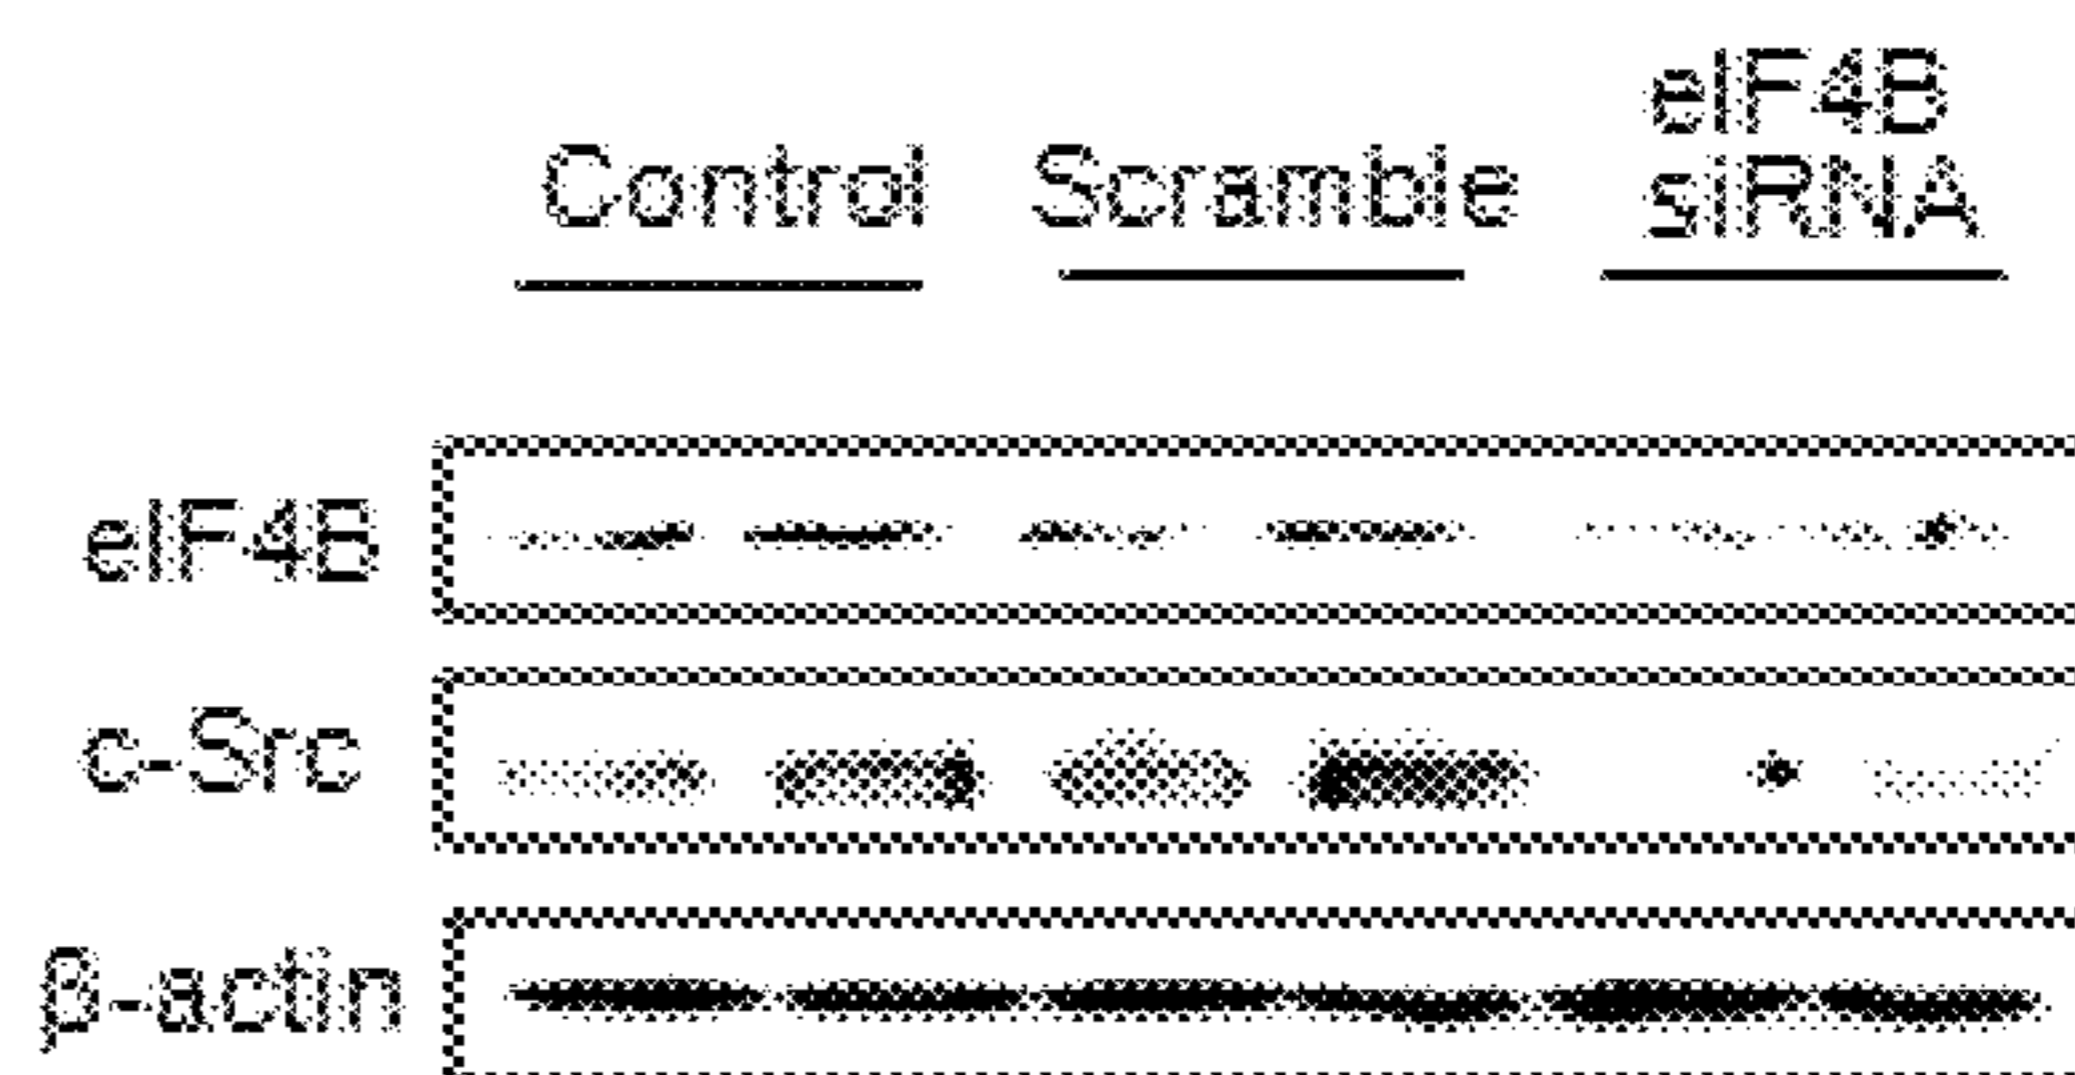 eIF4B
Control Scramble siRNA
eIF4B
c-Src
β-actin